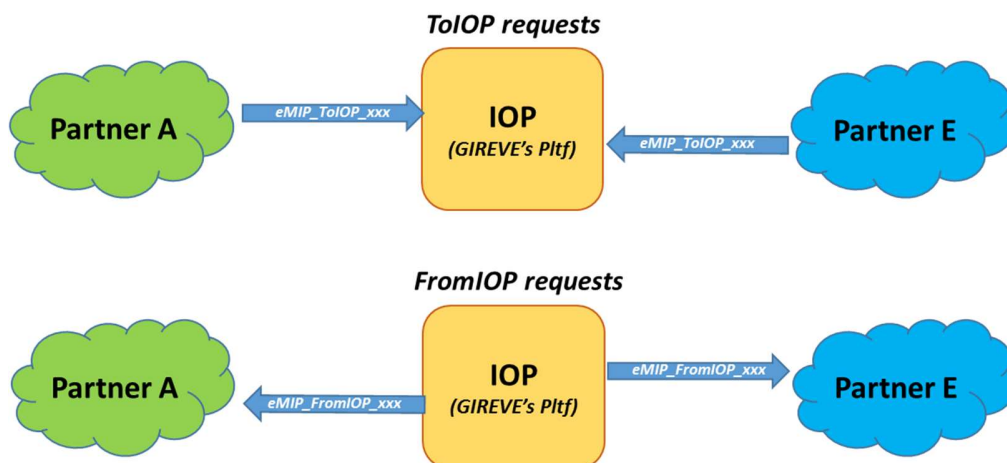 ToIOP requests
Partner A
eMIP_ToIOP_xxx
IOP
(GIREVE's Pltf)
eMIP_ToIOP_xxx
Partner E
FromIOP requests
Partner A
eMIP_FromIOP_xxx
IOP
(GIREVE's Pltf)
eMIP_FromIOP_xxx
Partner E